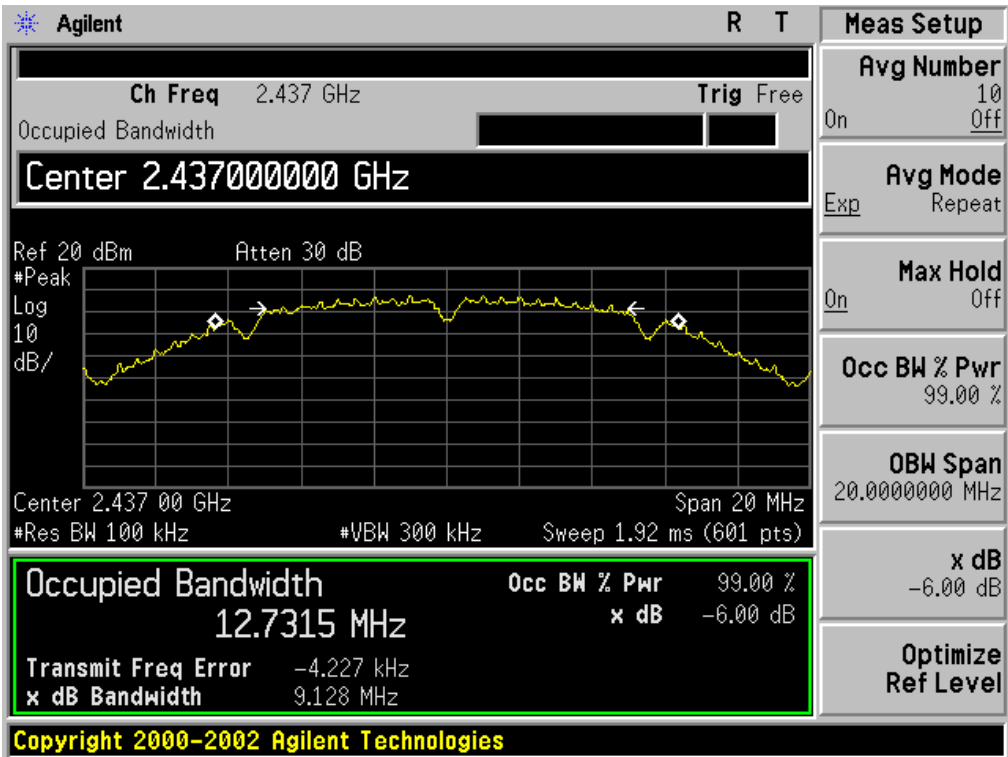 Agilent R T
Ch Freq 2.437 GHz Trig Free
Occupied Bandwidth
Center 2.437000000 GHz
Ref 20 dBm Atten 30 dB
#Peak
Log
10
dB/
Center 2.437 00 GHz Span 20 MHz
#Res BW 100 kHz #VBW 300 kHz Sweep 1.92 ms (601 pts)
Occupied Bandwidth Occ BW % Pwr 99.00 %
12.7315 MHz x dB -6.00 dB
Transmit Freq Error -4.227 kHz
x dB Bandwidth 9.128 MHz
Copyright 2000-2002 Agilent Technologies
Meas Setup
Avg Number
10
On Off
Avg Mode
Exp Repeat
Max Hold
On Off
Occ BW % Pwr
99.00 %
OBW Span
20.0000000 MHz
x dB
-6.00 dB
Optimize
Ref Level